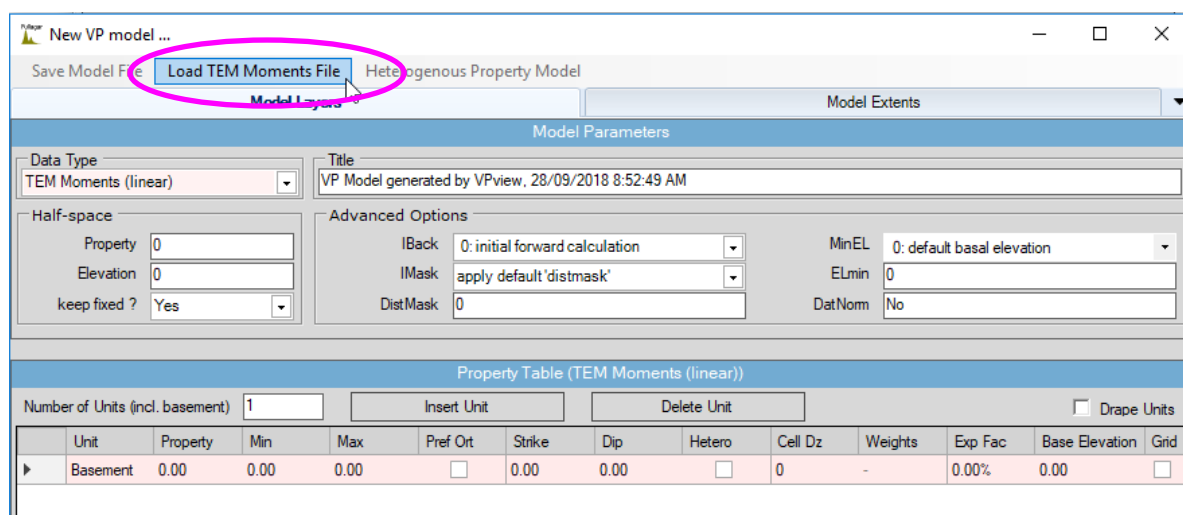 Fullagar
New VP model ...
Save Model File Load TEM Moments File Heterogenous Property Model
Model Layers Model Extents
Model Parameters
Data Type Title
TEM Moments (linear) VP Model generated by VPview, 28/09/2018 8:52:49 AM
Half-space Advanced Options
Property 0 IBack 0: initial forward calculation MinEL 0: default basal elevation
Elevation 0 IMask apply default 'distmask' ELmin 0
keep fixed ? Yes DistMask 0 DatNorm No
Property Table (TEM Moments (linear))
Number of Units (incl. basement) 1 Insert Unit Delete Unit Drape Units
Unit Property Min Max Pref Ort Strike Dip Hetero Cell Dz Weights Exp Fac Base Elevation Grid
Basement 0.00 0.00 0.00 0.00 0.00 0 - 0.00% 0.00